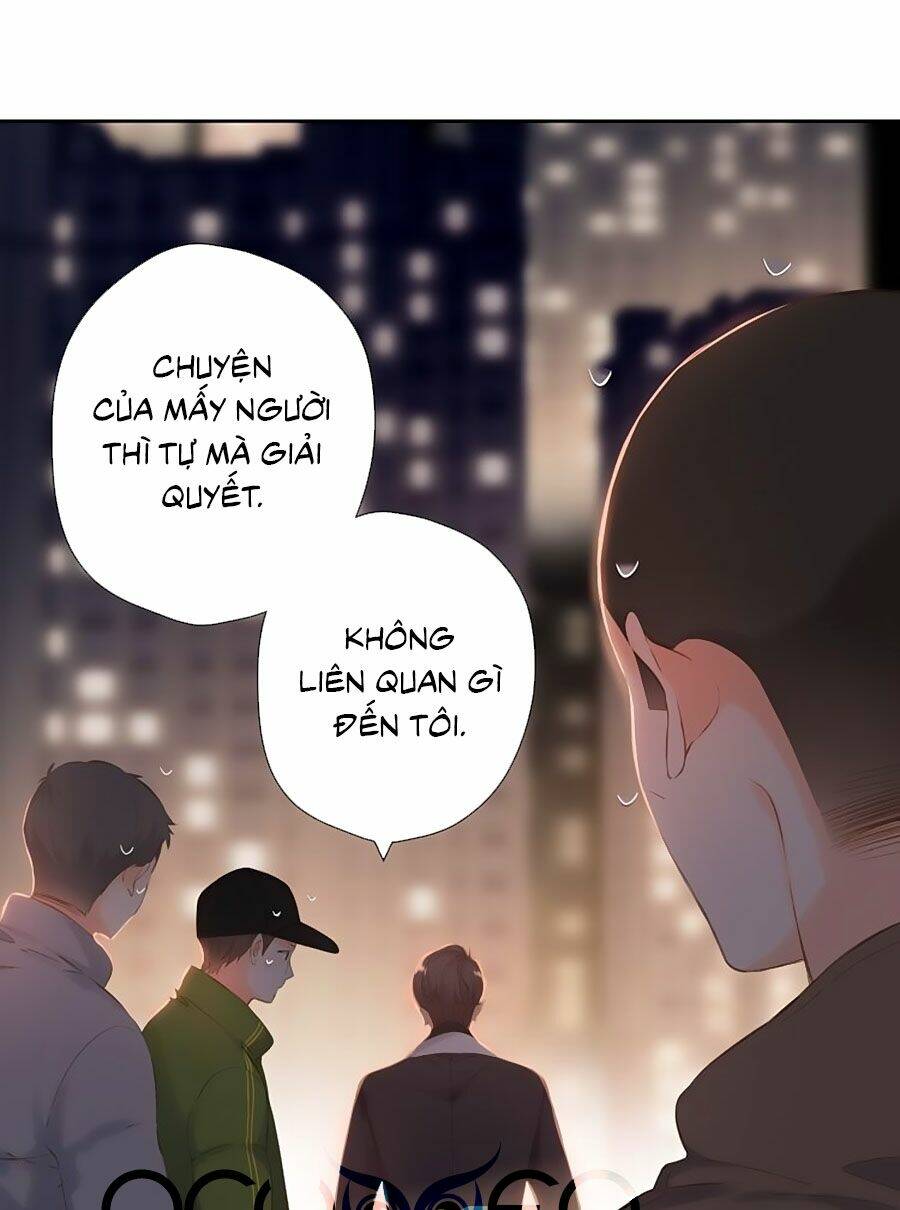 CHUYỆN
CỦA MẤY NGƯỜI
THÌ TỰ MÀ GIẢI
QUYẾT.
KHÔNG
LIÊN QUAN GÌ
ĐẾN TÔI.